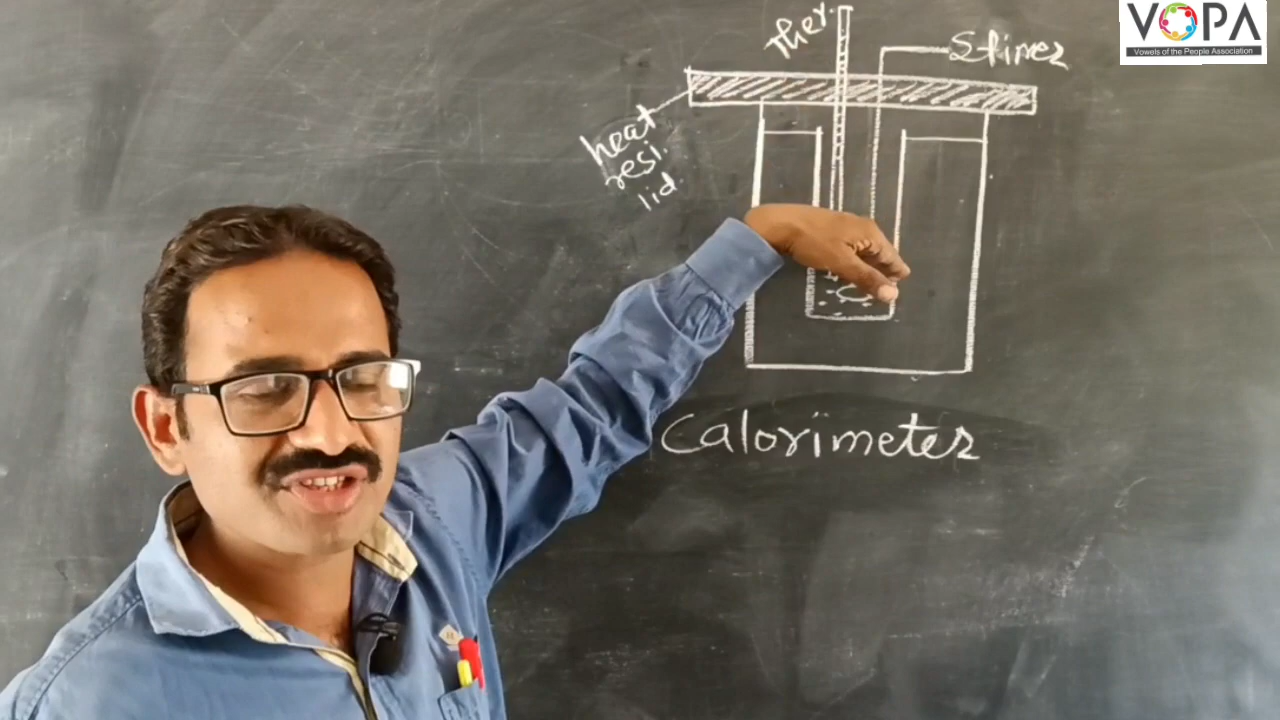 VOPA
Vowels of the People Association
Ther.
Stirrer
heat
resi.
lid
Calorimeter